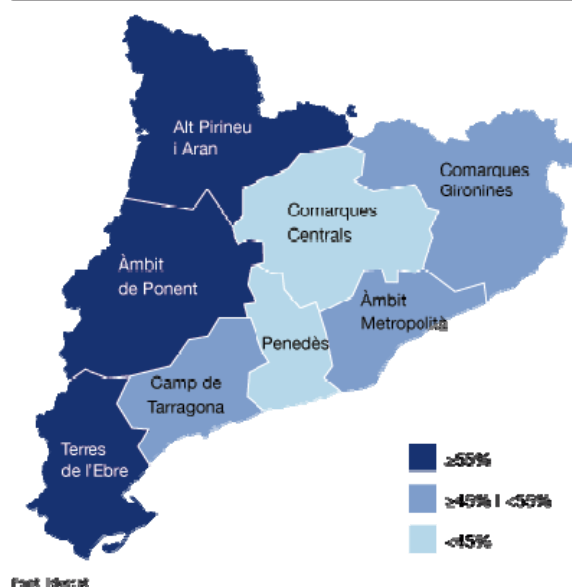 Alt Pirineu
i Aran
Comarques
Gironines
Comarques
Centrals
Àmbit
de Ponent
Àmbit
Metropolità
Penedès
Camp de
Tarragona
Terres
de l'Ebre
≥55%
≥45% i <55%
<45%
Font: Idescat